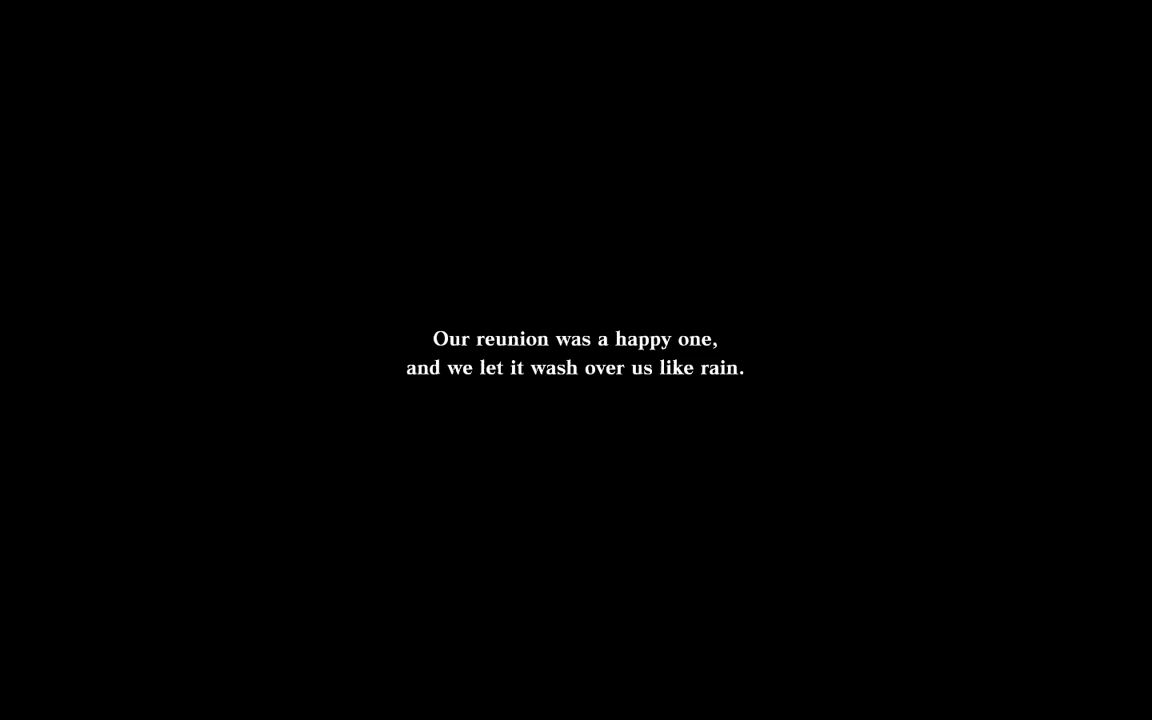 Our reunion was a happy one,
and we let it wash over us like rain.